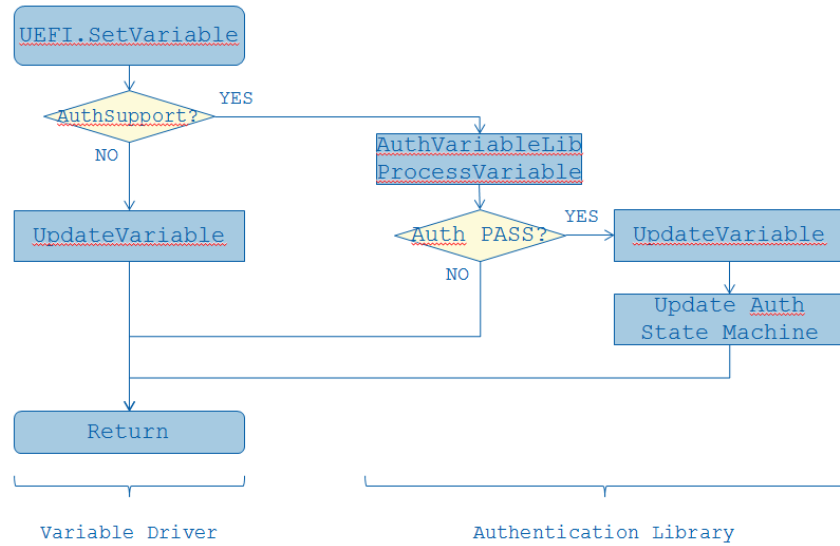 UEFI.SetVariable
AuthSupport?
YES
NO
AuthVariableLib
ProcessVariable
UpdateVariable
Auth PASS?
YES
UpdateVariable
NO
Update Auth
State Machine
Return
Variable Driver
Authentication Library